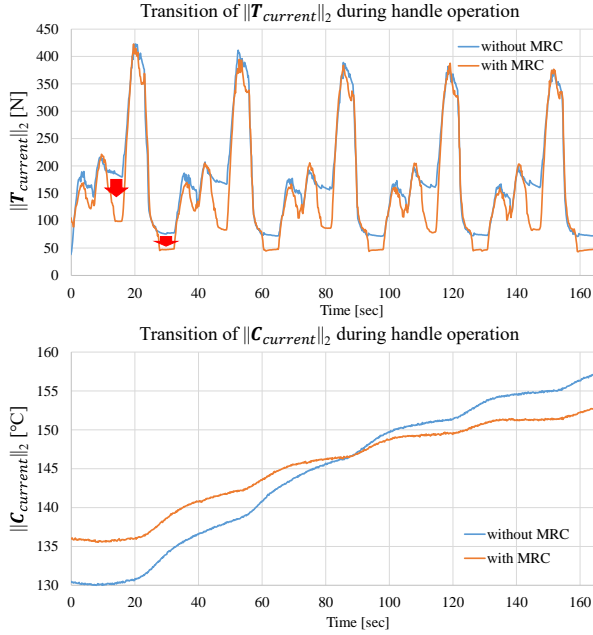 Transition of ||T_current||_2 during handle operation
||T_current||_2 [N]
450
400
350
300
250
200
150
100
50
0
without MRC
with MRC
0 20 40 60 80 100 120 140 160
Time [sec]
Transition of ||C_current||_2 during handle operation
||C_current||_2 [°C]
160
155
150
145
140
135
130
without MRC
with MRC
0 20 40 60 80 100 120 140 160
Time [sec]